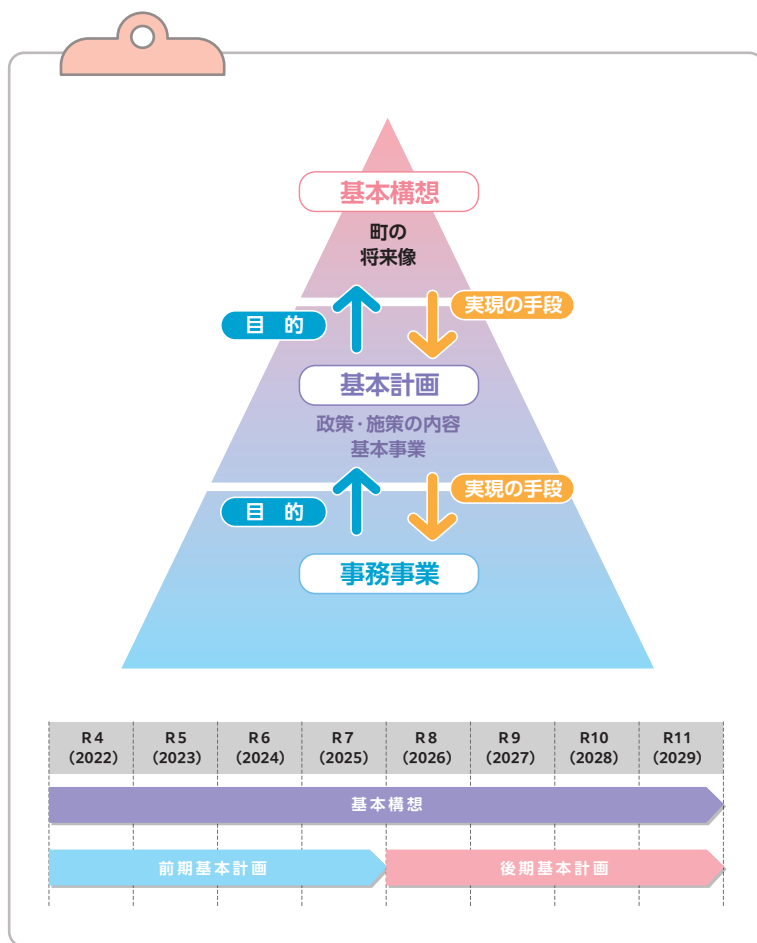 基本構想
町の
将来像
目 的
実現の手段
基本計画
政策・施策の内容
基本事業
目 的
実現の手段
事務事業
R4 R5 R6 R7 R8 R9 R10 R11
（2022） （2023） （2024） （2025） （2026） （2027） （2028） （2029）
基本構想
前期基本計画 後期基本計画